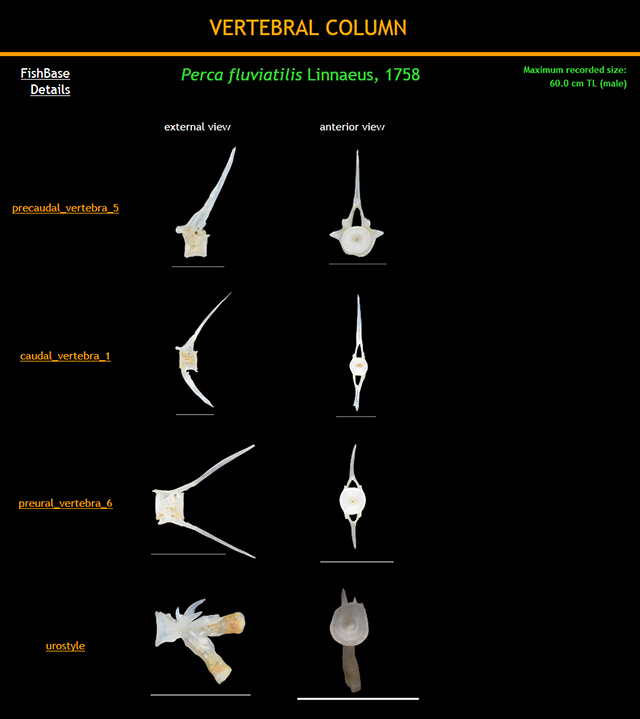 VERTEBRAL COLUMN
FishBase
Details
Perca fluviatilis Linnaeus, 1758
Maximum recorded size:
60.0 cm TL (male)
external view
anterior view
precaudal_vertebra_5
caudal_vertebra_1
preural_vertebra_6
urostyle